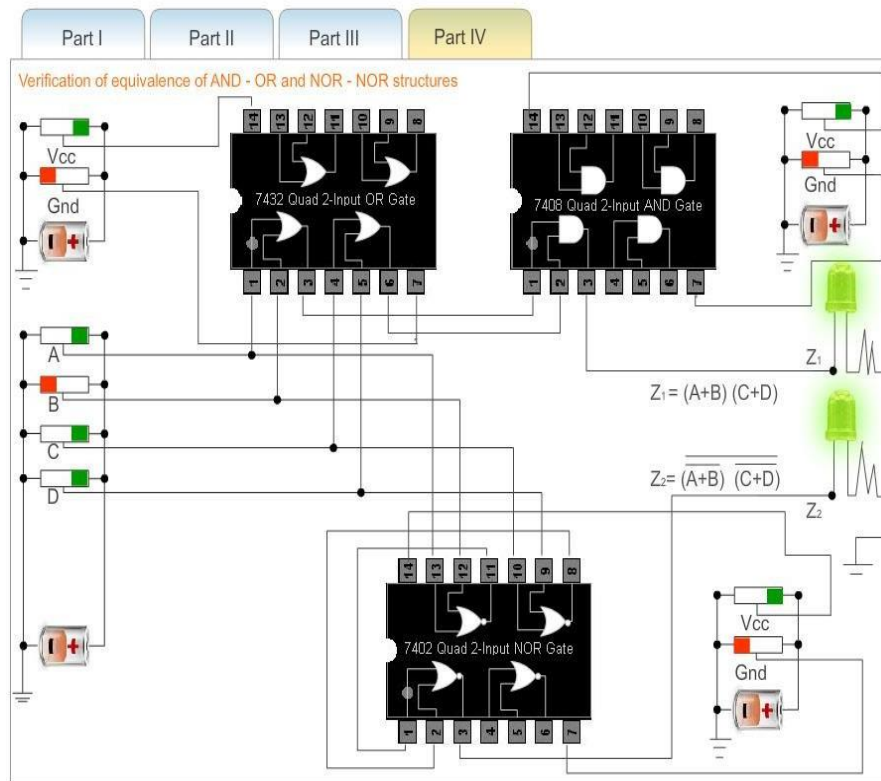 Part I
Part II
Part III
Part IV
Verification of equivalence of AND - OR and NOR - NOR structures
14 13 12 11 10 9 8
14 13 12 11 10 9 8
Vcc
Vcc
7432 Quad 2-Input OR Gate
7408 Quad 2-Input AND Gate
Gnd
Gnd
- +
- +
1 2 3 4 5 6 7
1 2 3 4 5 6 7
A
Z₁
B
Z₁ = (A+B) (C+D)
C
Z₂ = \overline{\overline{(A+B)} \overline{(C+D)}}
D
Z₂
14 13 12 11 10 9 8
Vcc
- +
7402 Quad 2-Input NOR Gate
Gnd
- +
1 2 3 4 5 6 7